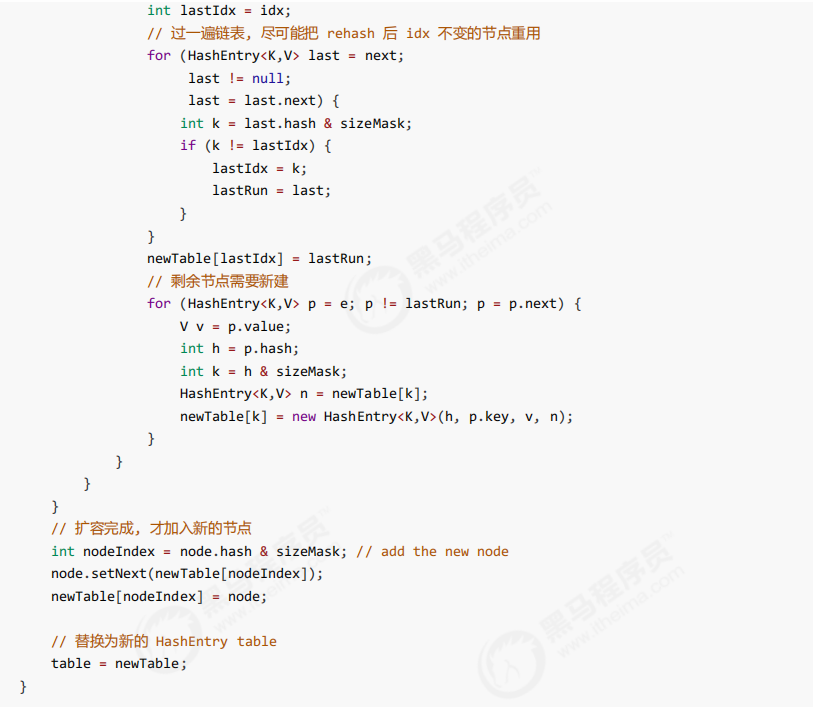 int lastIdx = idx;
// 过一遍链表, 尽可能把 rehash 后 idx 不变的节点重用
for (HashEntry<K,V> last = next;
last != null;
last = last.next) {
int k = last.hash & sizeMask;
if (k != lastIdx) {
lastIdx = k;
lastRun = last;
}
}
newTable[lastIdx] = lastRun;
// 剩余节点需要新建
for (HashEntry<K,V> p = e; p != lastRun; p = p.next) {
V v = p.value;
int h = p.hash;
int k = h & sizeMask;
HashEntry<K,V> n = newTable[k];
newTable[k] = new HashEntry<K,V>(h, p.key, v, n);
}
}
}
}
// 扩容完成, 才加入新的节点
int nodeIndex = node.hash & sizeMask; // add the new node
node.setNext(newTable[nodeIndex]);
newTable[nodeIndex] = node;
// 替换为新的 HashEntry table
table = newTable;
}
黑马程序员™
www.itheima.com
黑马程序员™
www.itheima.com
黑马程序员™
www.itheima.com